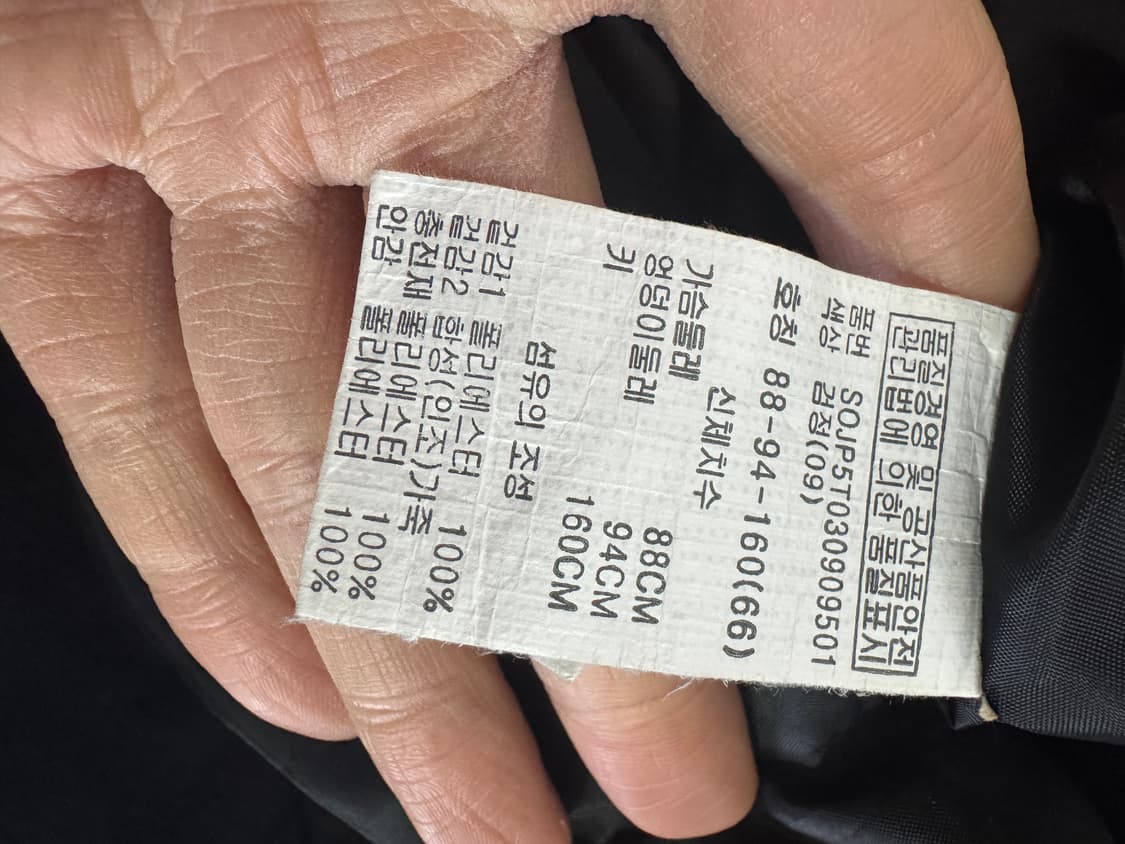 품질경영 및 공산품안전
관리법에 의한 품질표시
품번 SOJP5T030909501
색상 검정(09)
호칭 88-94-160(66)
신체치수
가슴둘레 88CM
엉덩이둘레 94CM
키 160CM
섬유의 조성
겉감1 폴리에스터 100%
겉감2 합성(인조)가죽
충전재 폴리에스터 100%
안감 폴리에스터 100%